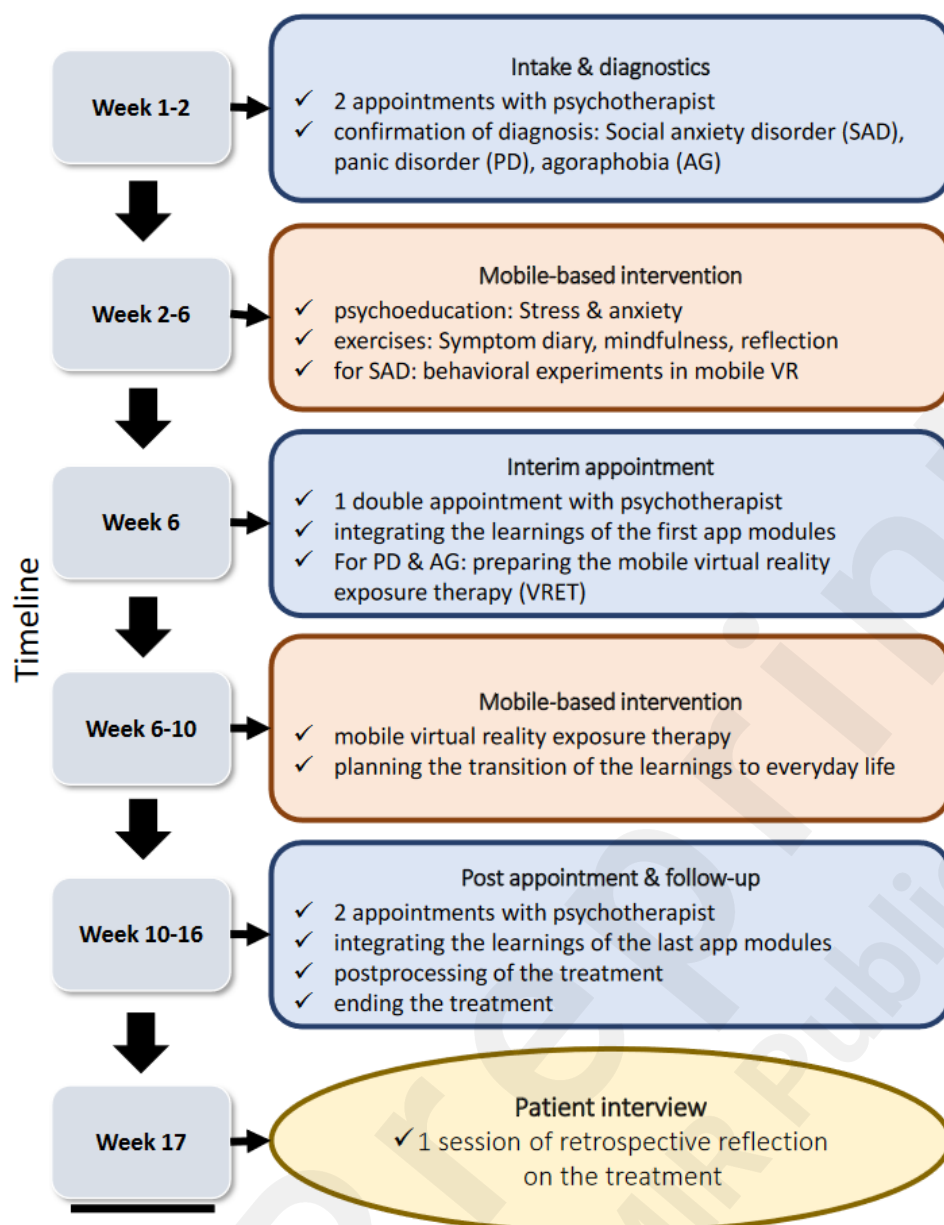 Timeline
Week 1-2
Intake & diagnostics
✓ 2 appointments with psychotherapist
✓ confirmation of diagnosis: Social anxiety disorder (SAD),
panic disorder (PD), agoraphobia (AG)
Week 2-6
Mobile-based intervention
✓ psychoeducation: Stress & anxiety
✓ exercises: Symptom diary, mindfulness, reflection
✓ for SAD: behavioral experiments in mobile VR
Week 6
Interim appointment
✓ 1 double appointment with psychotherapist
✓ integrating the learnings of the first app modules
✓ For PD & AG: preparing the mobile virtual reality
exposure therapy (VRET)
Week 6-10
Mobile-based intervention
✓ mobile virtual reality exposure therapy
✓ planning the transition of the learnings to everyday life
Week 10-16
Post appointment & follow-up
✓ 2 appointments with psychotherapist
✓ integrating the learnings of the last app modules
✓ postprocessing of the treatment
✓ ending the treatment
Week 17
Patient interview
✓ 1 session of retrospective reflection
on the treatment